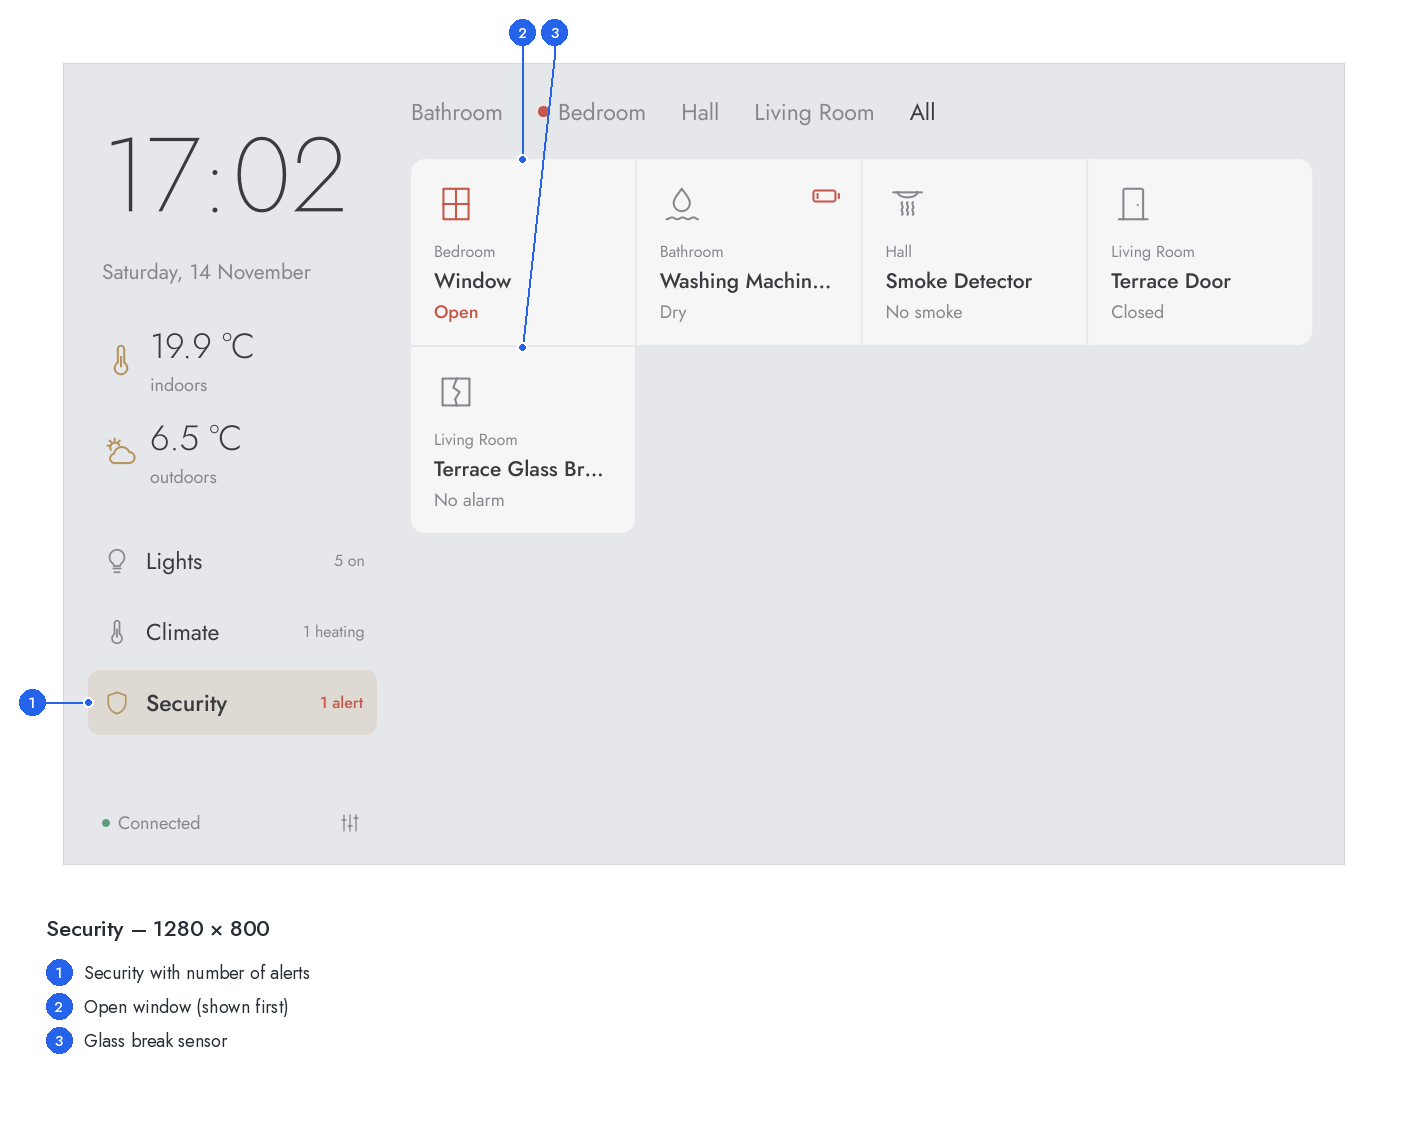 2 3
Bathroom Bedroom Hall Living Room All
17:02
Saturday, 14 November
19.9 °C
indoors
6.5 °C
outdoors
Lights 5 on
Climate 1 heating
1 Security 1 alert
Connected
Bedroom
Window
Open
Bathroom
Washing Machin...
Dry
Hall
Smoke Detector
No smoke
Living Room
Terrace Door
Closed
Living Room
Terrace Glass Br...
No alarm
Security – 1280 × 800
1 Security with number of alerts
2 Open window (shown first)
3 Glass break sensor